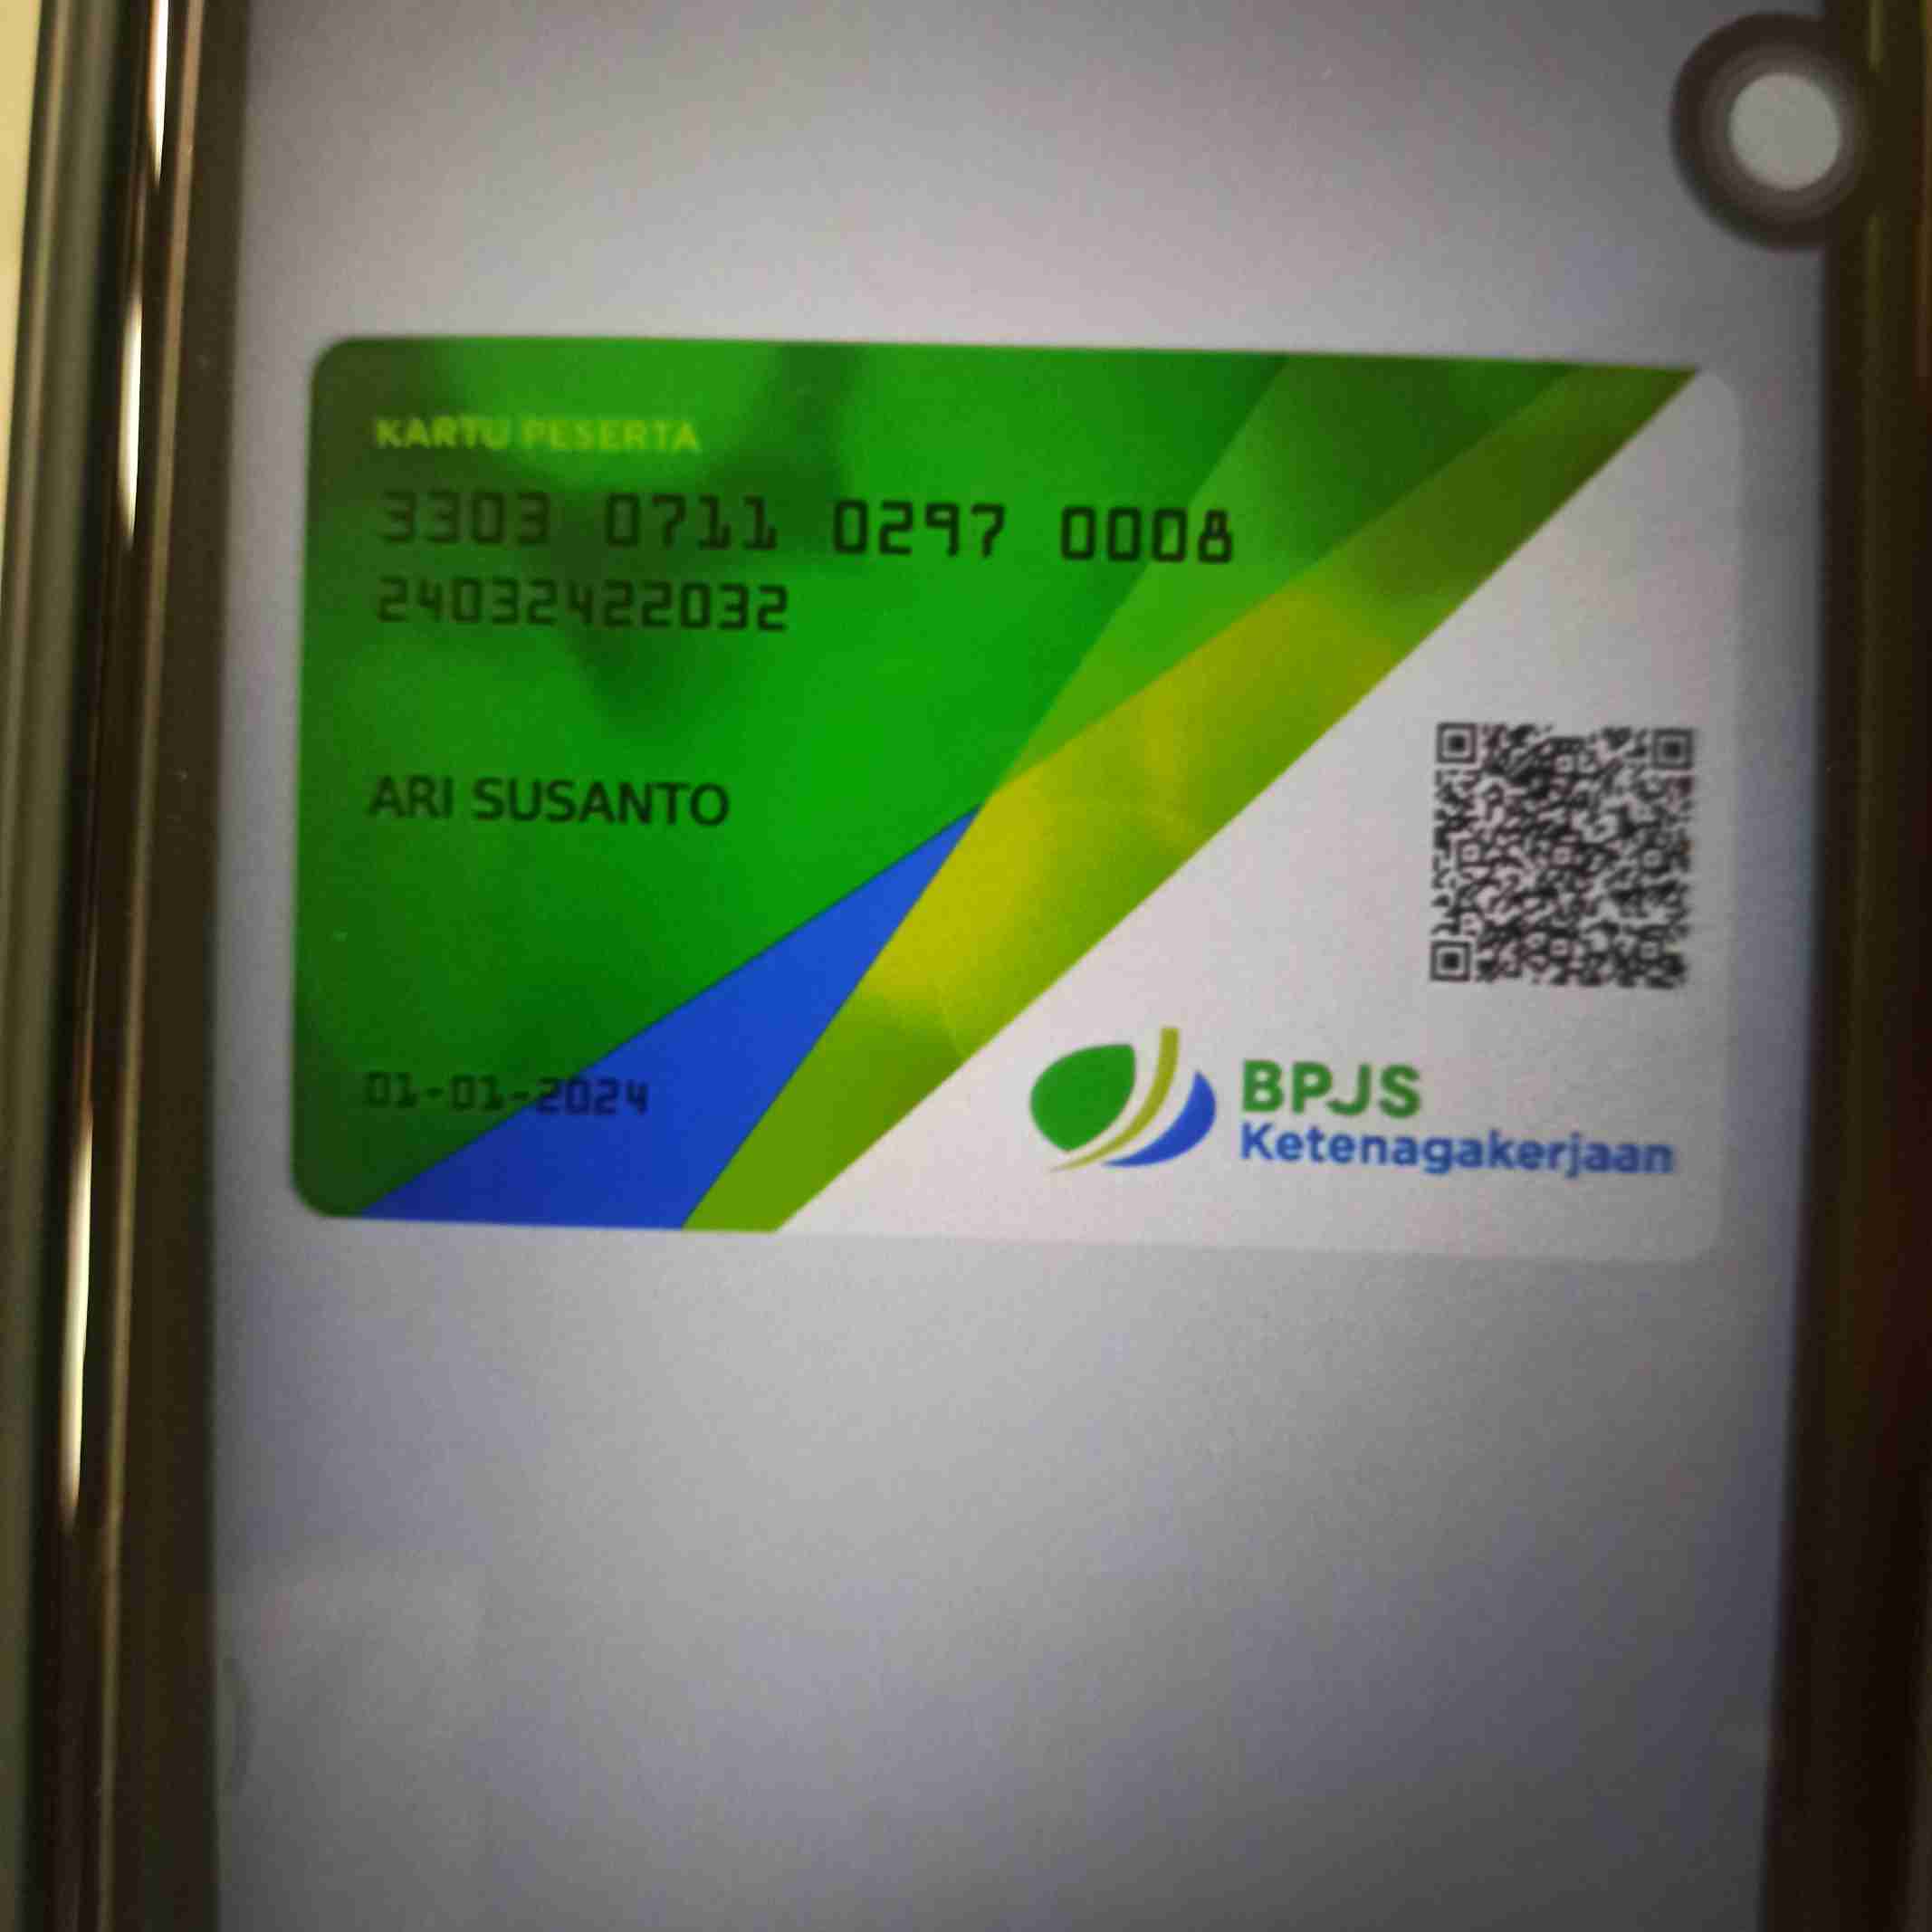 KARTU PESERTA
3303 0711 0297 0008
24032422032
ARI SUSANTO
01-01-2024
BPJS
Ketenagakerjaan